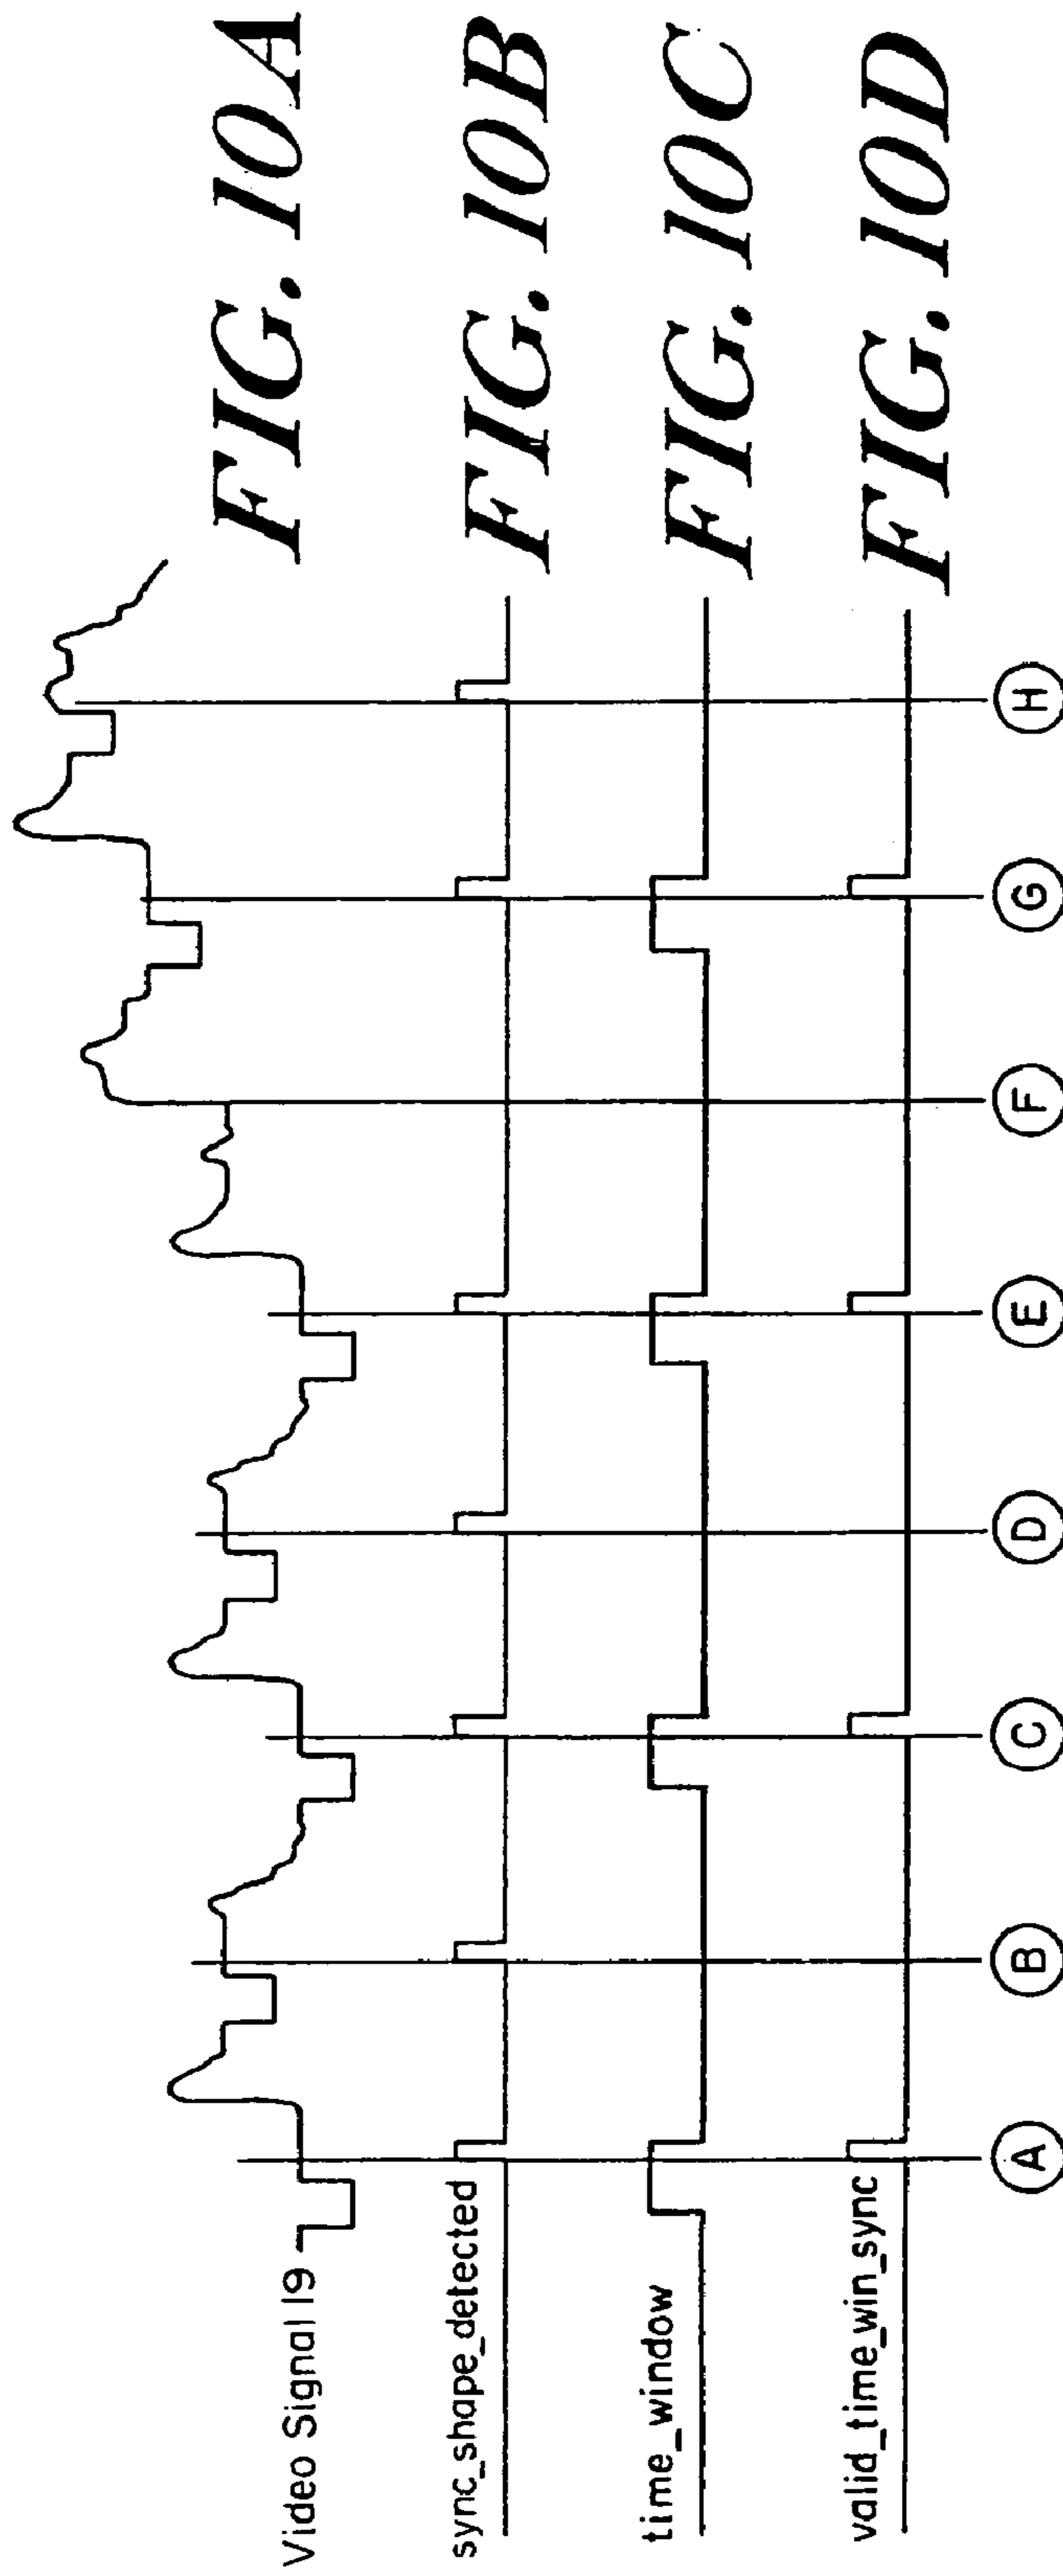 Video Signal 19
FIG. 10A
sync_shape_detected
FIG. 10B
time_window
FIG. 10C
valid_time_win_sync
FIG. 10D
A B C D E F G H